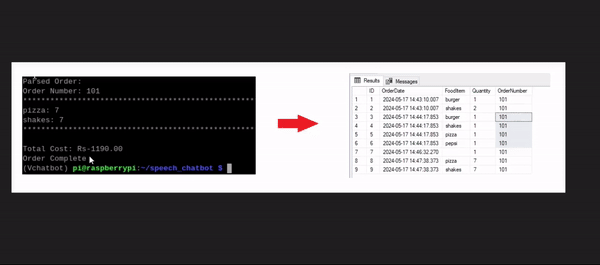 Parsed Order:
Order Number: 101
**************************************************
pizza: 7
shakes: 7
**************************************************
Total Cost: Rs-1190.00
Order Complete
(Vchatbot) pi@raspberrypi:~/speech_chatbot $
Results Messages
ID OrderDate FoodItem Quantity OrderNumber
1 1 2024-05-17 14:43:10.007 burger 1 101
2 2 2024-05-17 14:43:10.007 shakes 2 101
3 3 2024-05-17 14:44:17.853 burger 1 101
4 4 2024-05-17 14:44:17.853 shakes 1 101
5 5 2024-05-17 14:44:17.853 pizza 1 101
6 6 2024-05-17 14:44:17.853 pepsi 1 101
7 7 2024-05-17 14:46:32.270 1 101
8 8 2024-05-17 14:47:38.373 pizza 7 101
9 9 2024-05-17 14:47:38.373 shakes 7 101